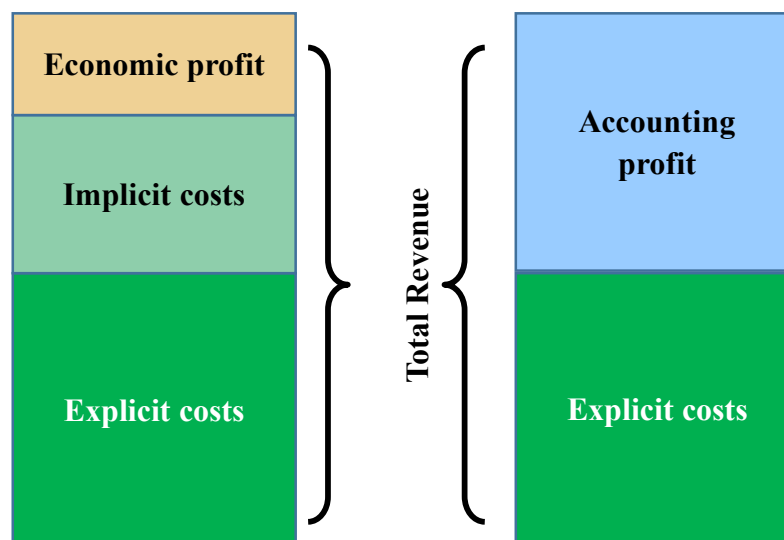 Economic profit
Implicit costs
Explicit costs
Total Revenue
Accounting
profit
Explicit costs